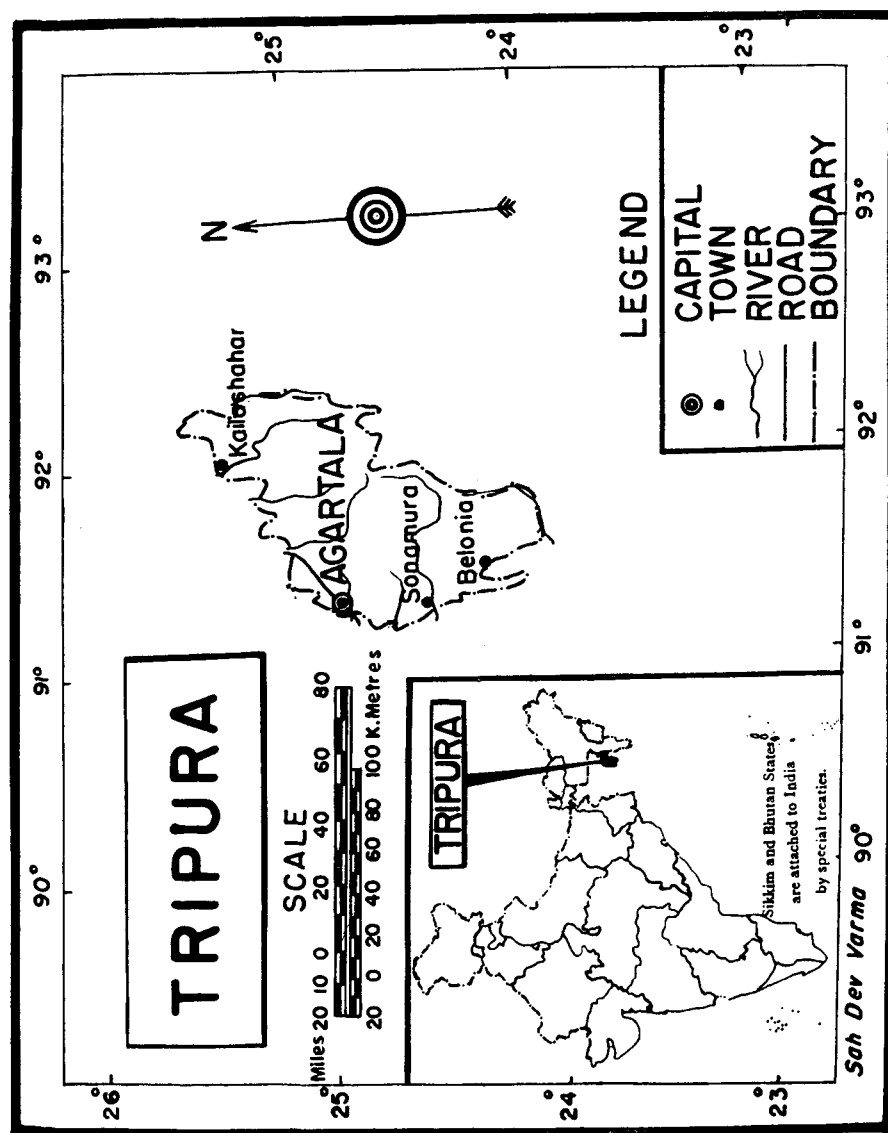 90° 91° 92° 93°
26
25°
24°
23°
25°
24°
23°
TRIPURA
SCALE
Miles 20 10 0 20 40 60 80
20 0 20 40 60 80 100 K.Metres
N
Kailashahar
AGARTALA
Sonamura
Belonia
TRIPURA
Sikkim and Bhutan States
are attached to India
by special treaties.
LEGEND
CAPITAL
TOWN
RIVER
ROAD
BOUNDARY
90° 91° 92° 93°
Sah Dev Varma